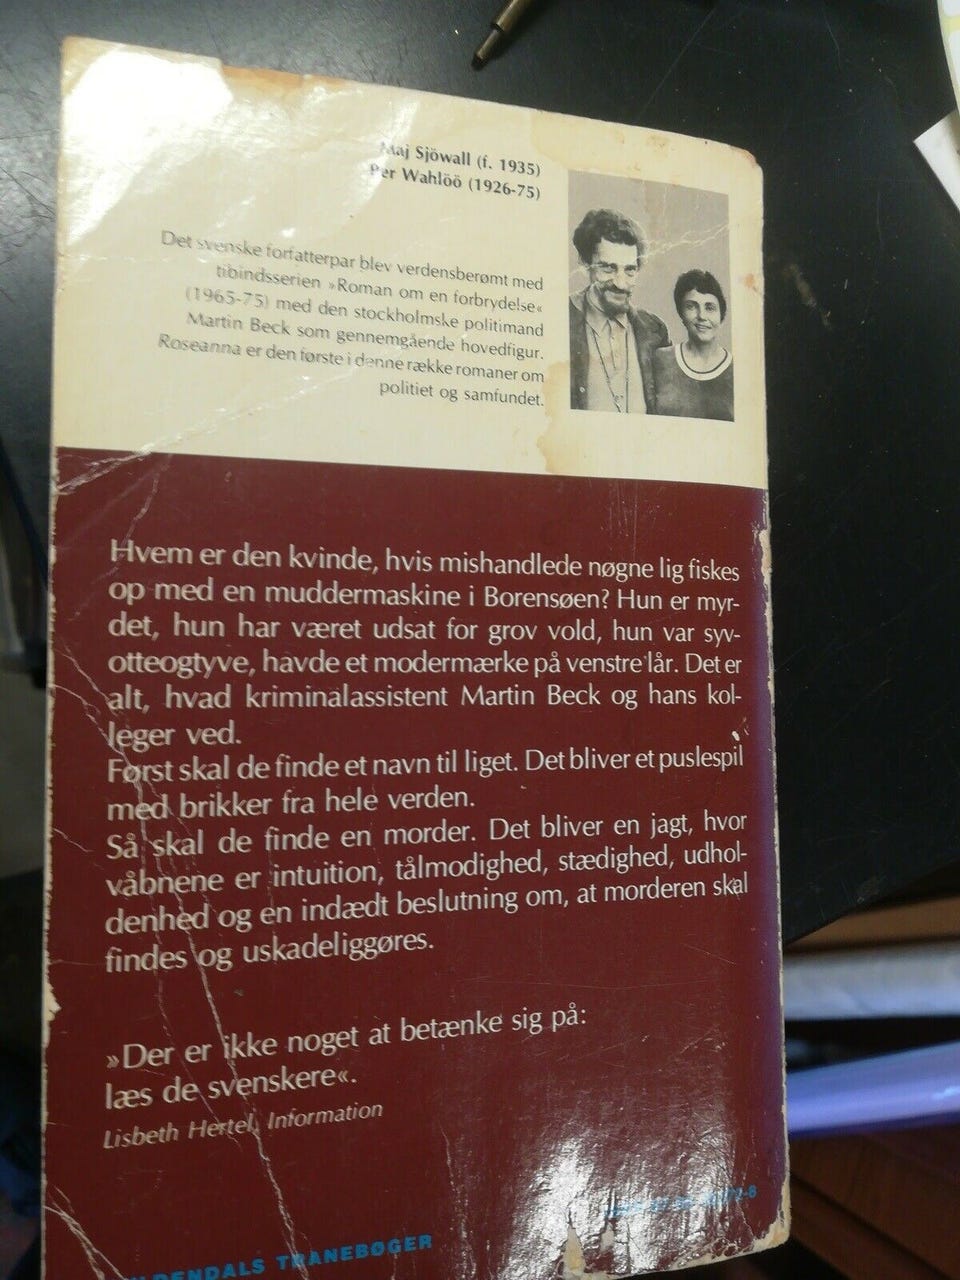 Maj Sjöwall (f. 1935)
Per Wahlöö (1926-75)
Det svenske forfatterpar blev verdensberømt med
tibindsserien »Roman om en forbrydelse«
(1965-75) med den stockholmske politimand
Martin Beck som gennemgående hovedfigur.
Roseanna er den første i denne række romaner om
politiet og samfundet.
Hvem er den kvinde, hvis mishandlede nøgne lig fiskes
op med en muddermaskine i Borensøen? Hun er myr-
det, hun har været udsat for grov vold, hun var syv-
otteogtyve, havde et modermærke på venstre lår. Det er
alt, hvad kriminalassistent Martin Beck og hans kol-
leger ved.
Først skal de finde et navn til liget. Det bliver et puslespil
med brikker fra hele verden.
Så skal de finde en morder. Det bliver en jagt, hvor
våbnene er intuition, tålmodighed, stædighed, udhol-
denhed og en indædt beslutning om, at morderen skal
findes og uskadeliggøres.
»Der er ikke noget at betænke sig på:
læs de svenskere«.
Lisbeth Hertel, Information
TRANEBØGER